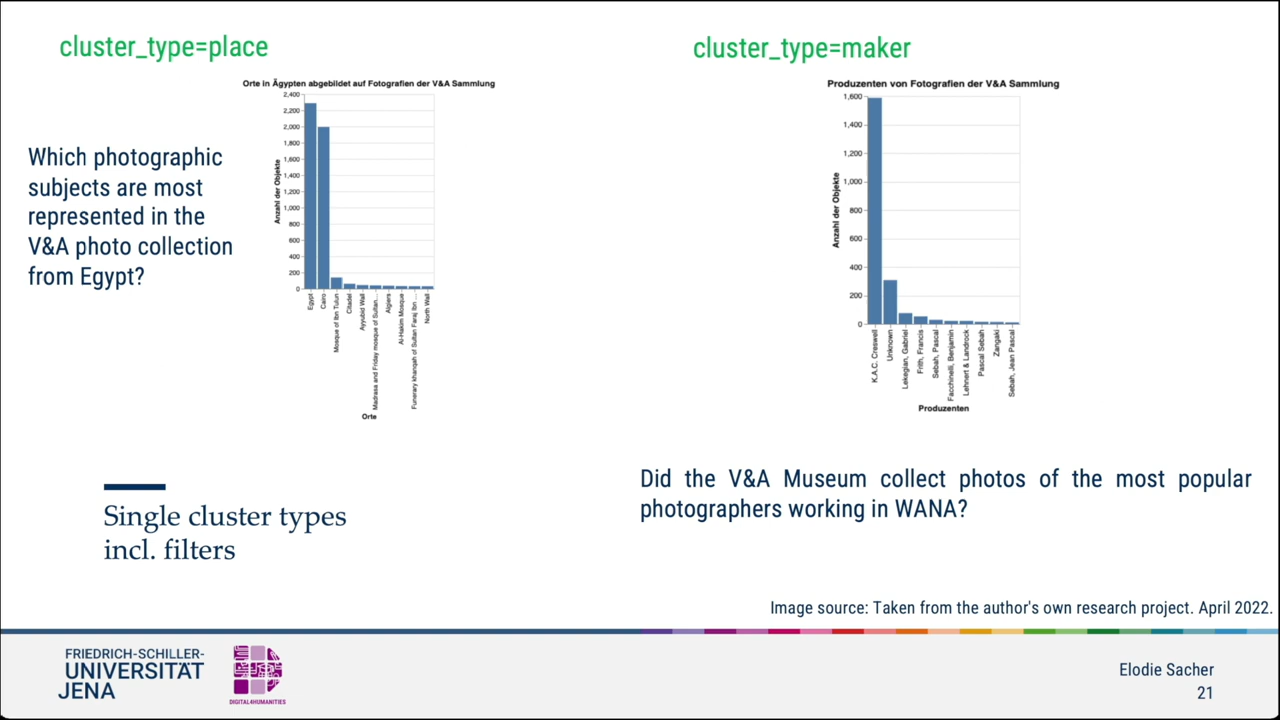 cluster_type=place
Orte in Ägypten abgebildet auf Fotografien der V&A Sammlung
Which photographic
subjects are most
represented in the
V&A photo collection
from Egypt?
Anzahl der Objekte
2,400
2,200
2,000
1,800
1,600
1,400
1,200
1,000
800
600
400
200
0
Egypt
Cairo
Mosque of Ibn Tulun
Citadel
Ayyubid Wall
Madrasa and Friday mosque of Sultan...
Algiers
Al-Hakim Mosque
Funerary khanqah of Sultan Faraj Ibn ...
North Wall
Orte
cluster_type=maker
Produzenten von Fotografien der V&A Sammlung
Anzahl der Objekte
1,600
1,400
1,200
1,000
800
600
400
200
0
K.A.C. Creswell
Unknown
Lekegian, Gabriel
Frith, Francis
Sebah, Pascal
Facchinelli, Benjamin
Lehnert & Landrock
Pascal Sebah
Zangaki
Sebah, Jean Pascal
Produzenten
Did the V&A Museum collect photos of the most popular
photographers working in WANA?
Single cluster types
incl. filters
Image source: Taken from the author's own research project. April 2022.
FRIEDRICH-SCHILLER-
UNIVERSITÄT
JENA
DIGITAL4HUMANITIES
Elodie Sacher
21